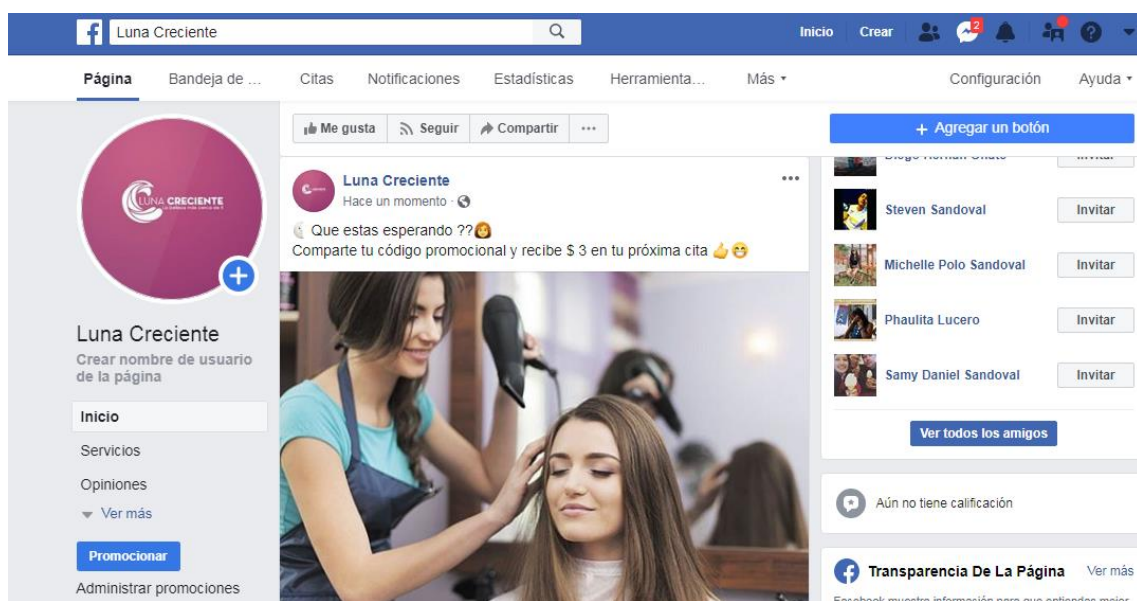 Luna Creciente
Inicio Crear 2
Página Bandeja de ... Citas Notificaciones Estadísticas Herramienta... Más Configuración Ayuda
LUNA CRECIENTE
Luna Creciente
Crear nombre de usuario
de la página
Inicio
Servicios
Opiniones
Ver más
Promocionar
Administrar promociones
Me gusta Seguir Compartir ...
Luna Creciente
Hace un momento ·
Que estas esperando ??
Comparte tu código promocional y recibe $ 3 en tu próxima cita
+ Agregar un botón
Steven Sandoval Invitar
Michelle Polo Sandoval Invitar
Phaulita Lucero Invitar
Samy Daniel Sandoval Invitar
Ver todos los amigos
Aún no tiene calificación
Transparencia De La Página Ver más